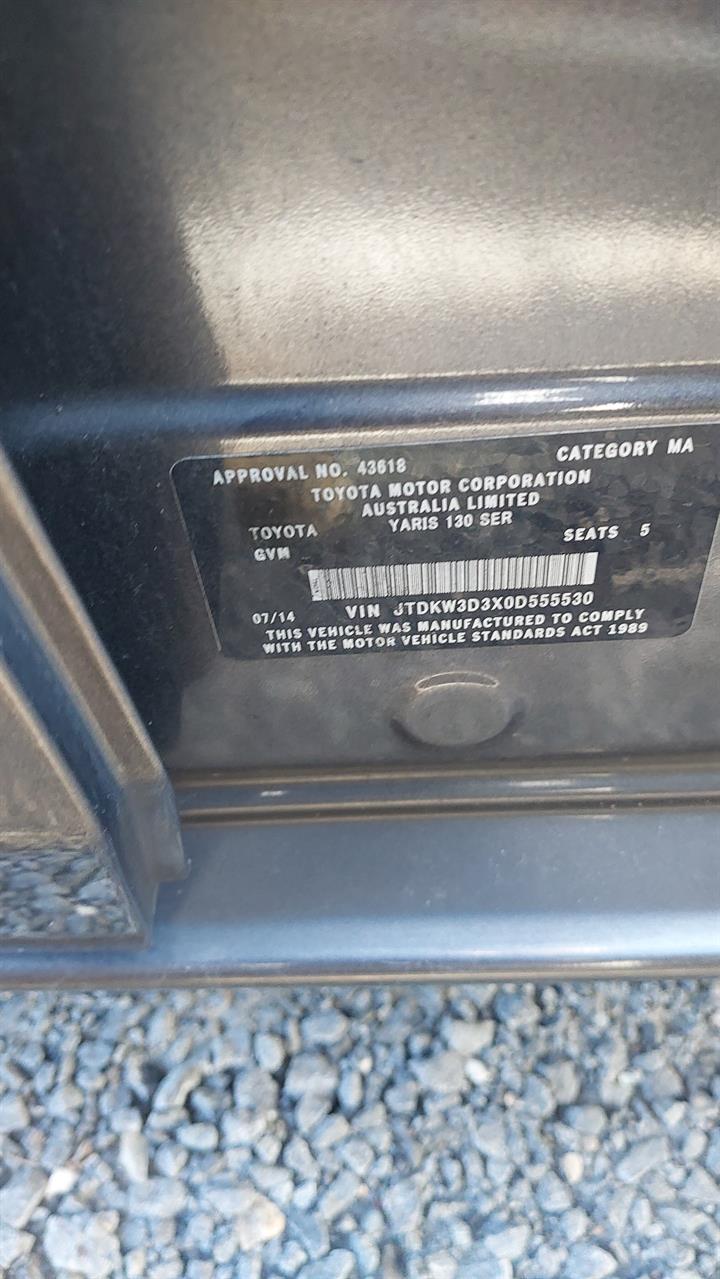 APPROVAL NO. 43618 CATEGORY MA
TOYOTA MOTOR CORPORATION
AUSTRALIA LIMITED
TOYOTA YARIS 130 SER
GVM SEATS 5
07/14 VIN JTDKW3D3X0D555530
THIS VEHICLE WAS MANUFACTURED TO COMPLY
WITH THE MOTOR VEHICLE STANDARDS ACT 1989